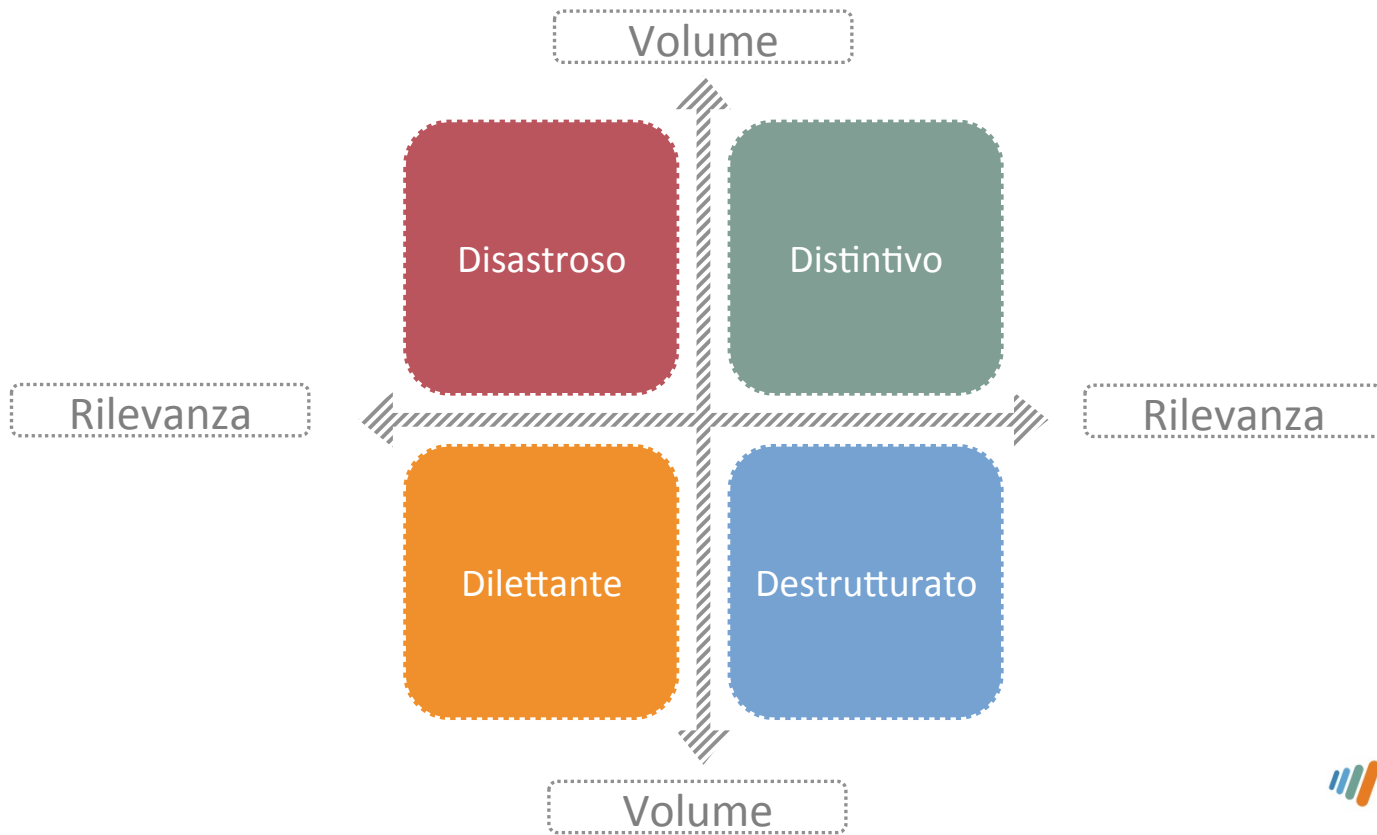 Volume
Disastroso
Distintivo
Rilevanza
Rilevanza
Dilettante
Destrutturato
Volume